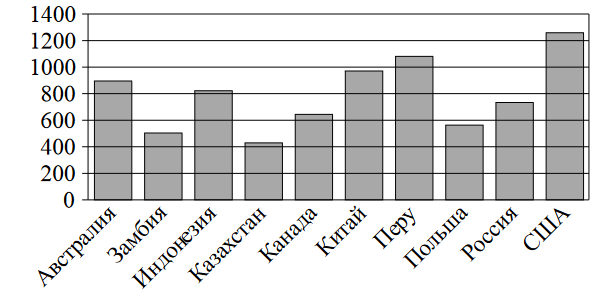 1400
1200
1000
800
600
400
200
0
Австралия
Замбия
Индонезия
Казахстан
Канада
Китай
Перу
Польша
Россия
США